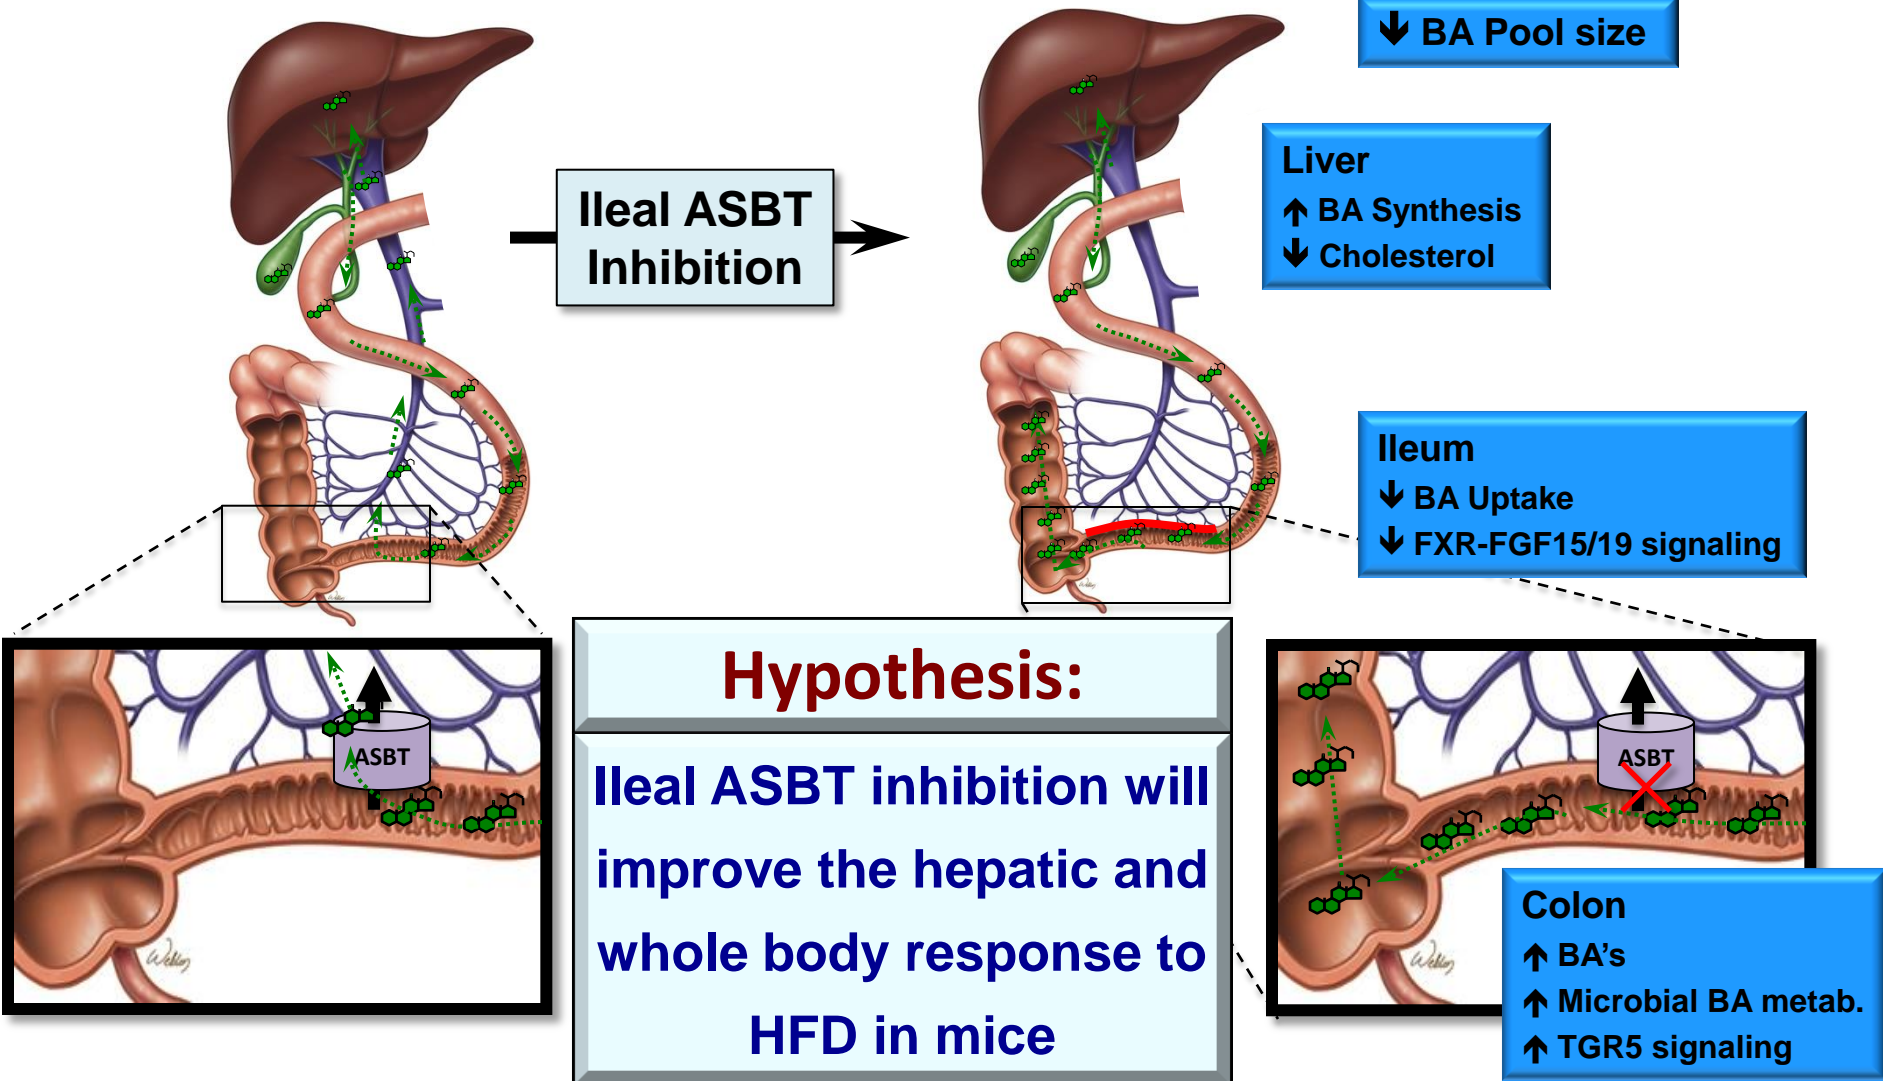 ↓ BA Pool size
Ileal ASBT
Inhibition
Liver
↑ BA Synthesis
↓ Cholesterol
Ileum
↓ BA Uptake
↓ FXR-FGF15/19 signaling
ASBT
Hypothesis:
Ileal ASBT inhibition will
improve the hepatic and
whole body response to
HFD in mice
ASBT
Colon
↑ BA's
↑ Microbial BA metab.
↑ TGR5 signaling